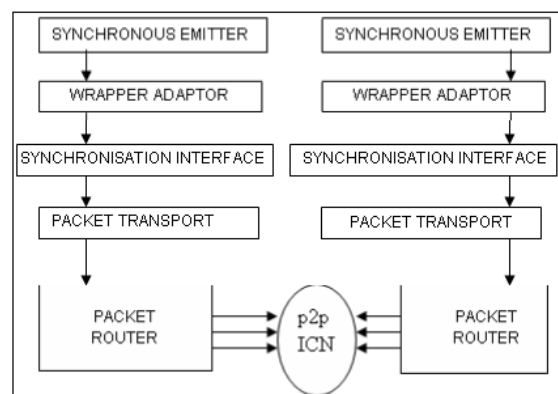 SYNCHRONOUS EMITTER
WRAPPER ADAPTOR
SYNCHRONISATION INTERFACE
PACKET TRANSPORT
PACKET
ROUTER
p2p
ICN
SYNCHRONOUS EMITTER
WRAPPER ADAPTOR
SYNCHRONISATION INTERFACE
PACKET TRANSPORT
PACKET
ROUTER